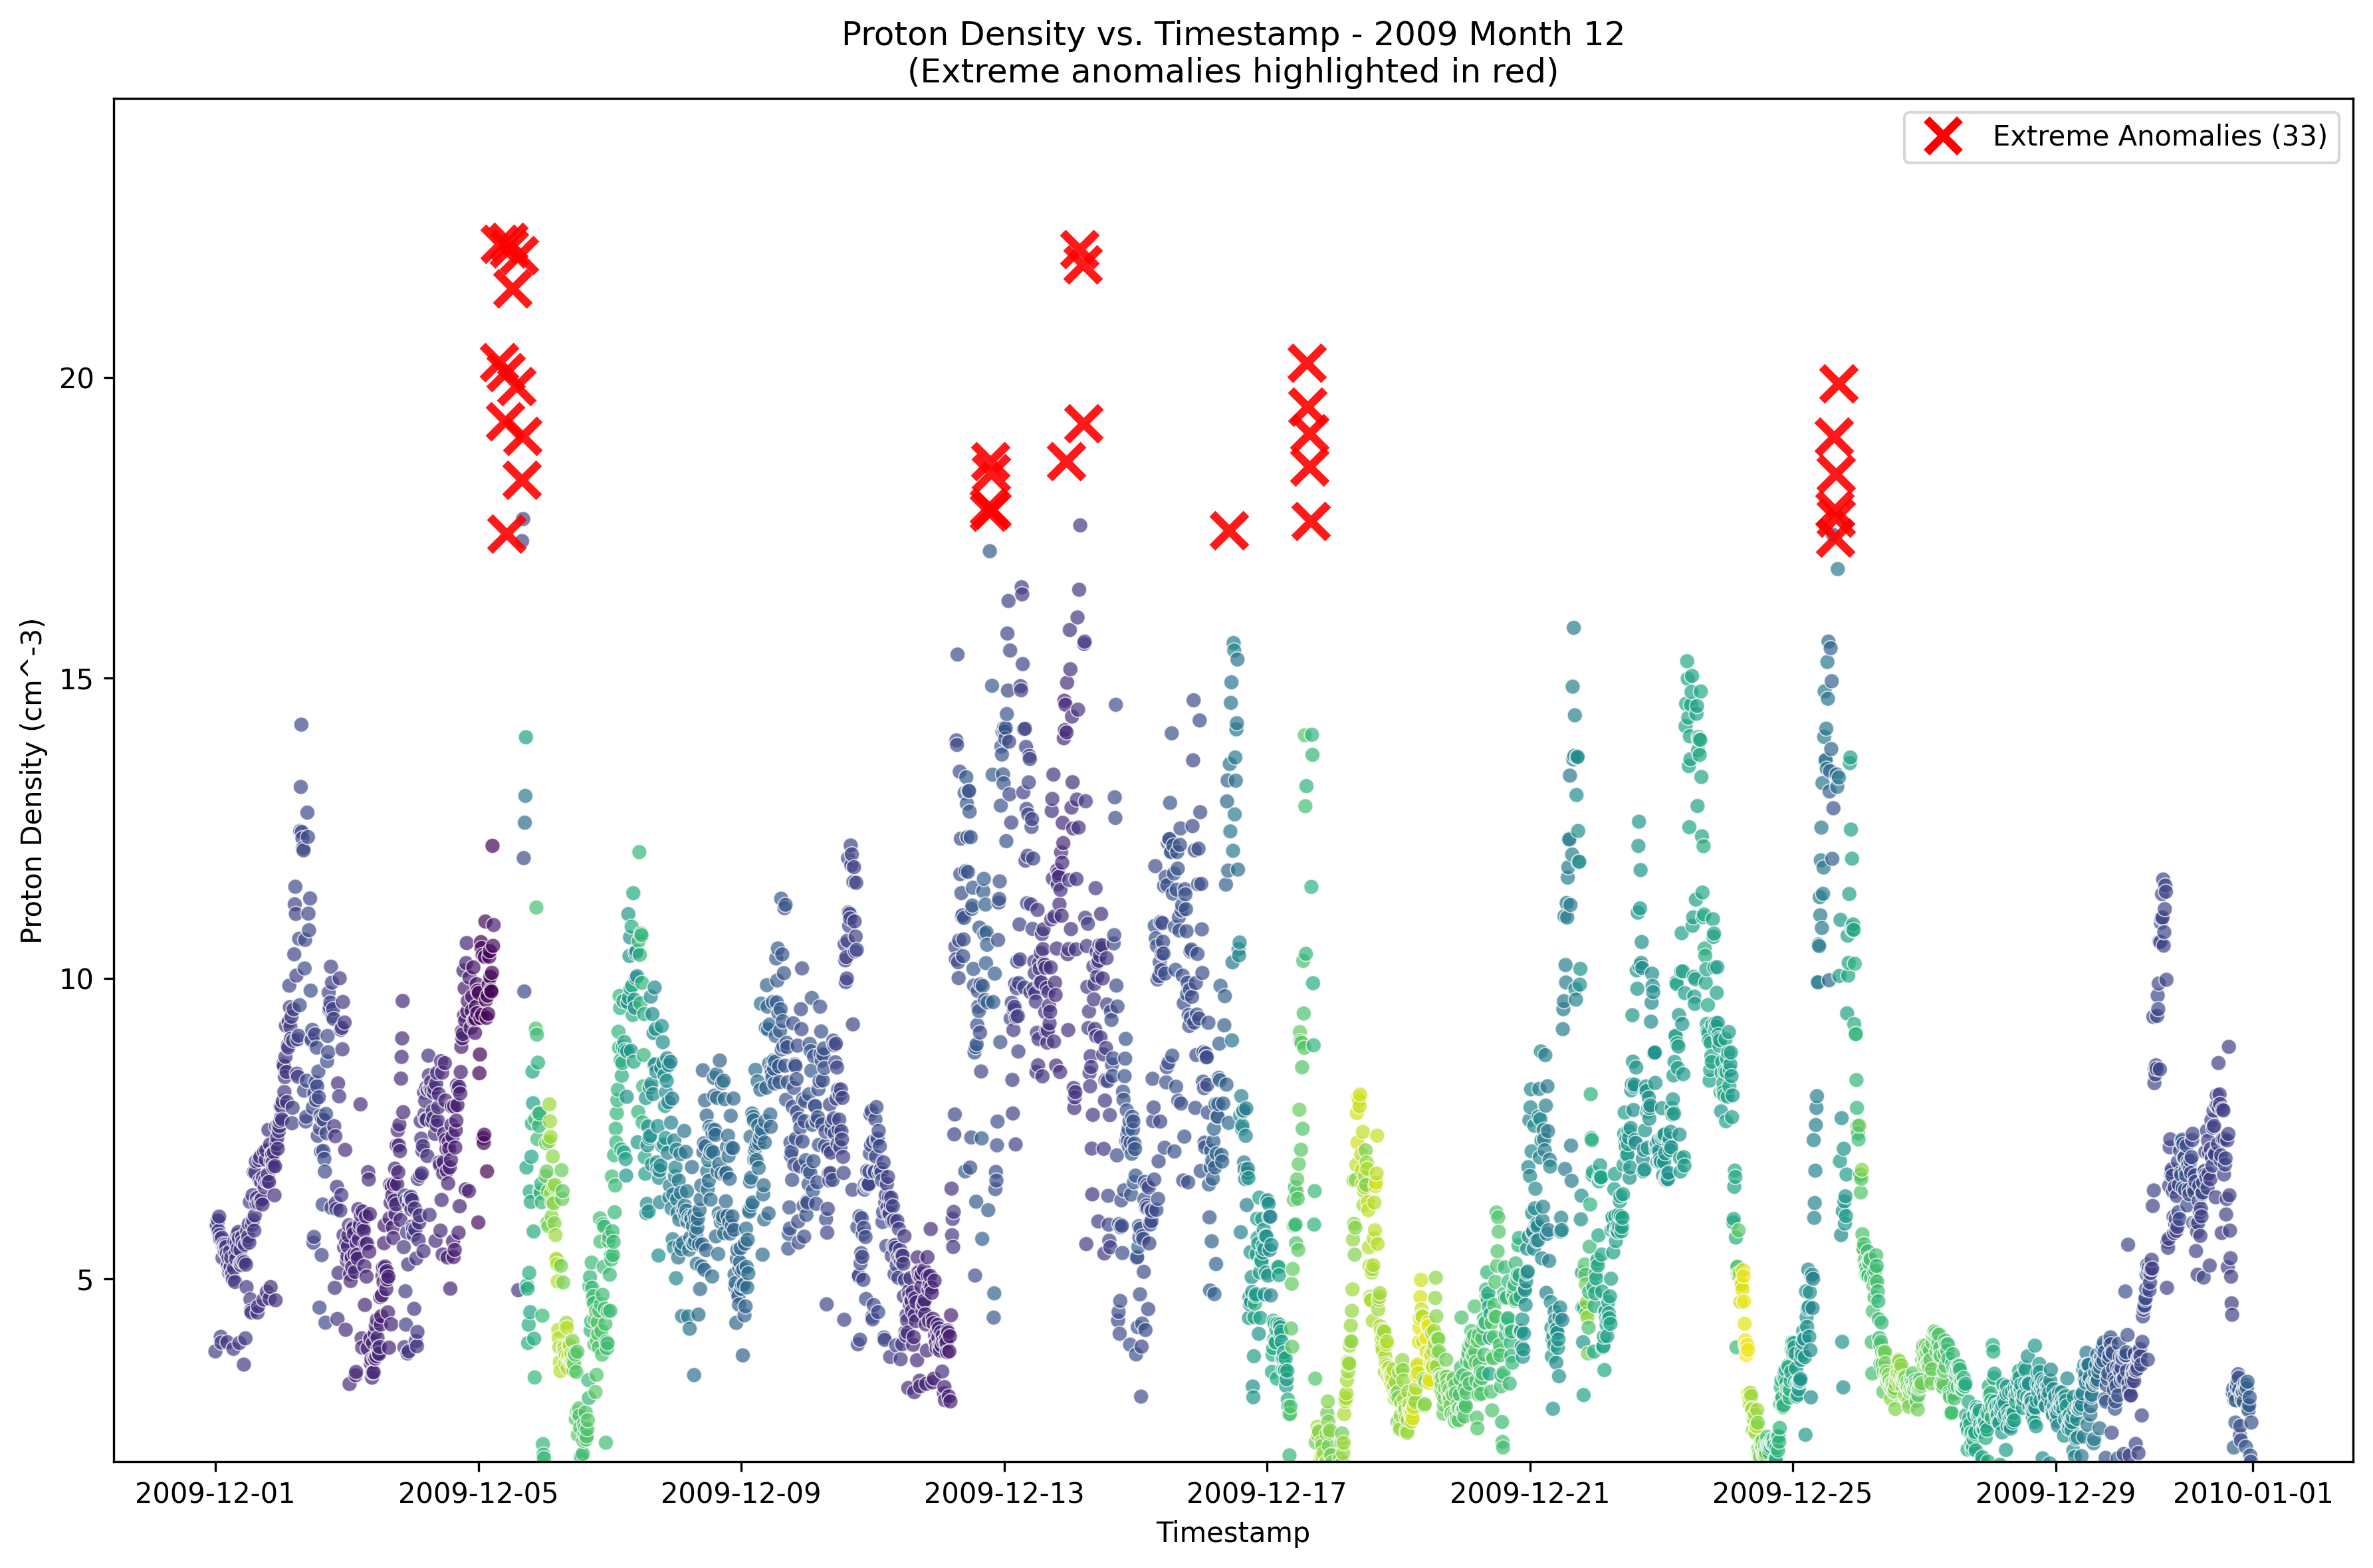 Proton Density vs. Timestamp - 2009 Month 12
(Extreme anomalies highlighted in red)
Extreme Anomalies (33)
Proton Density (cm^-3)
20
15
10
5
2009-12-01
2009-12-05
2009-12-09
2009-12-13
2009-12-17
2009-12-21
2009-12-25
2009-12-29
2010-01-01
Timestamp